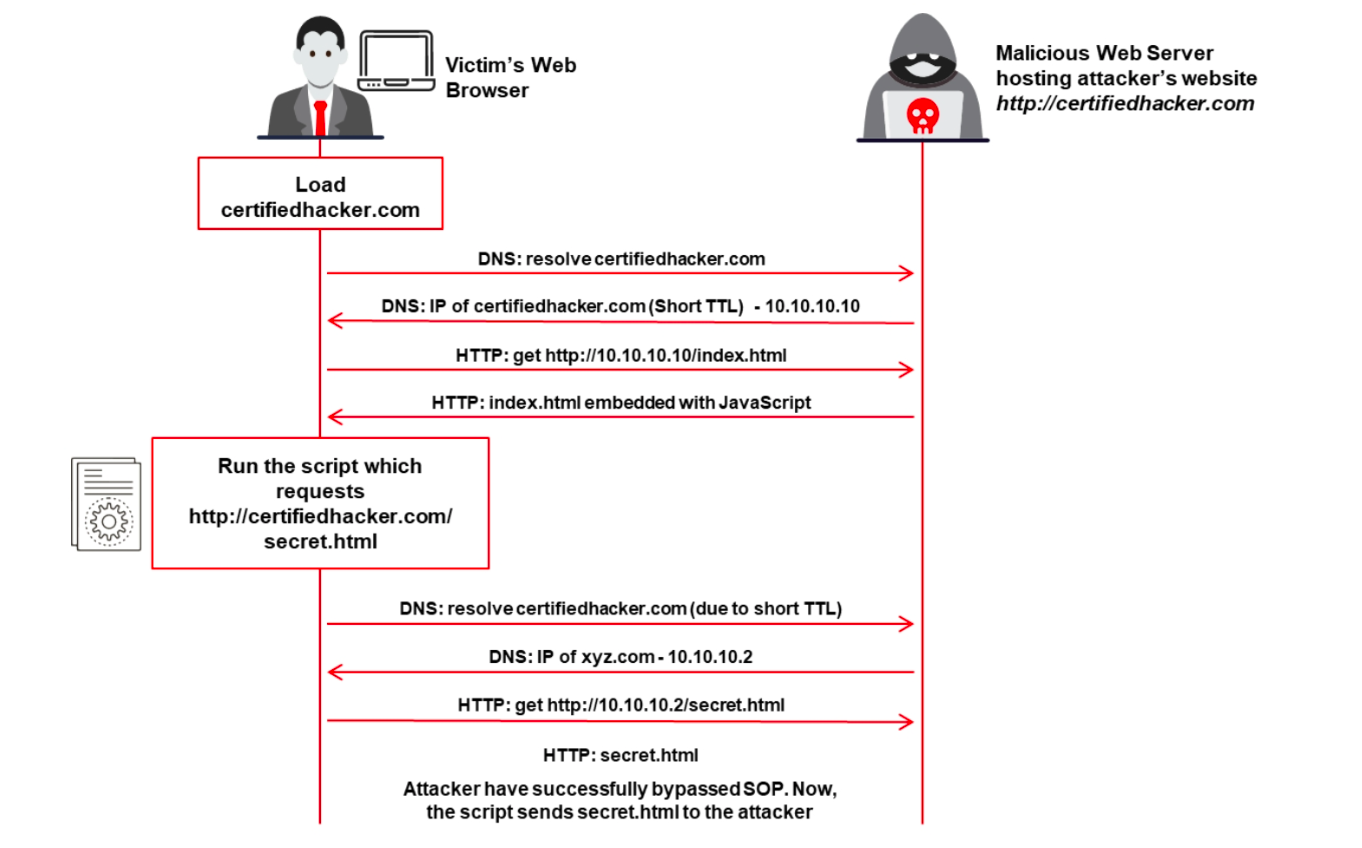 Victim's Web
Browser
Malicious Web Server
hosting attacker's website
http://certifiedhacker.com
Load
certifiedhacker.com
DNS: resolve certifiedhacker.com
DNS: IP of certifiedhacker.com (Short TTL) - 10.10.10.10
HTTP: get http://10.10.10.10/index.html
HTTP: index.html embedded with JavaScript
Run the script which
requests
http://certifiedhacker.com/
secret.html
DNS: resolve certifiedhacker.com (due to short TTL)
DNS: IP of xyz.com - 10.10.10.2
HTTP: get http://10.10.10.2/secret.html
HTTP: secret.html
Attacker have successfully bypassed SOP. Now,
the script sends secret.html to the attacker